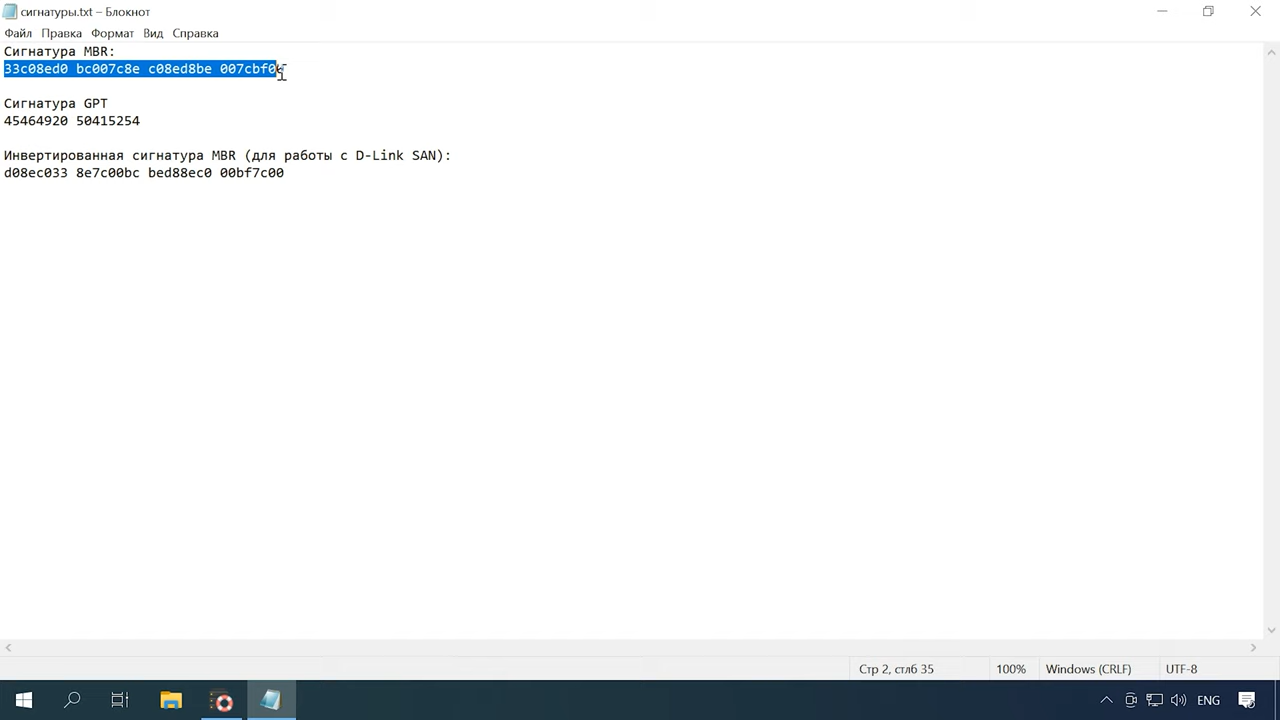 сигнатуры.txt – Блокнот
Файл Правка Формат Вид Справка
Сигнатура MBR:
33c08ed0 bc007c8e c08ed8be 007cbf00
Сигнатура GPT
45464920 50415254
Инвертированная сигнатура MBR (для работы с D-Link SAN):
d08ec033 8e7c00bc bed88ec0 00bf7c00
Стр 2, стлб 35 100% Windows (CRLF) UTF-8
ENG